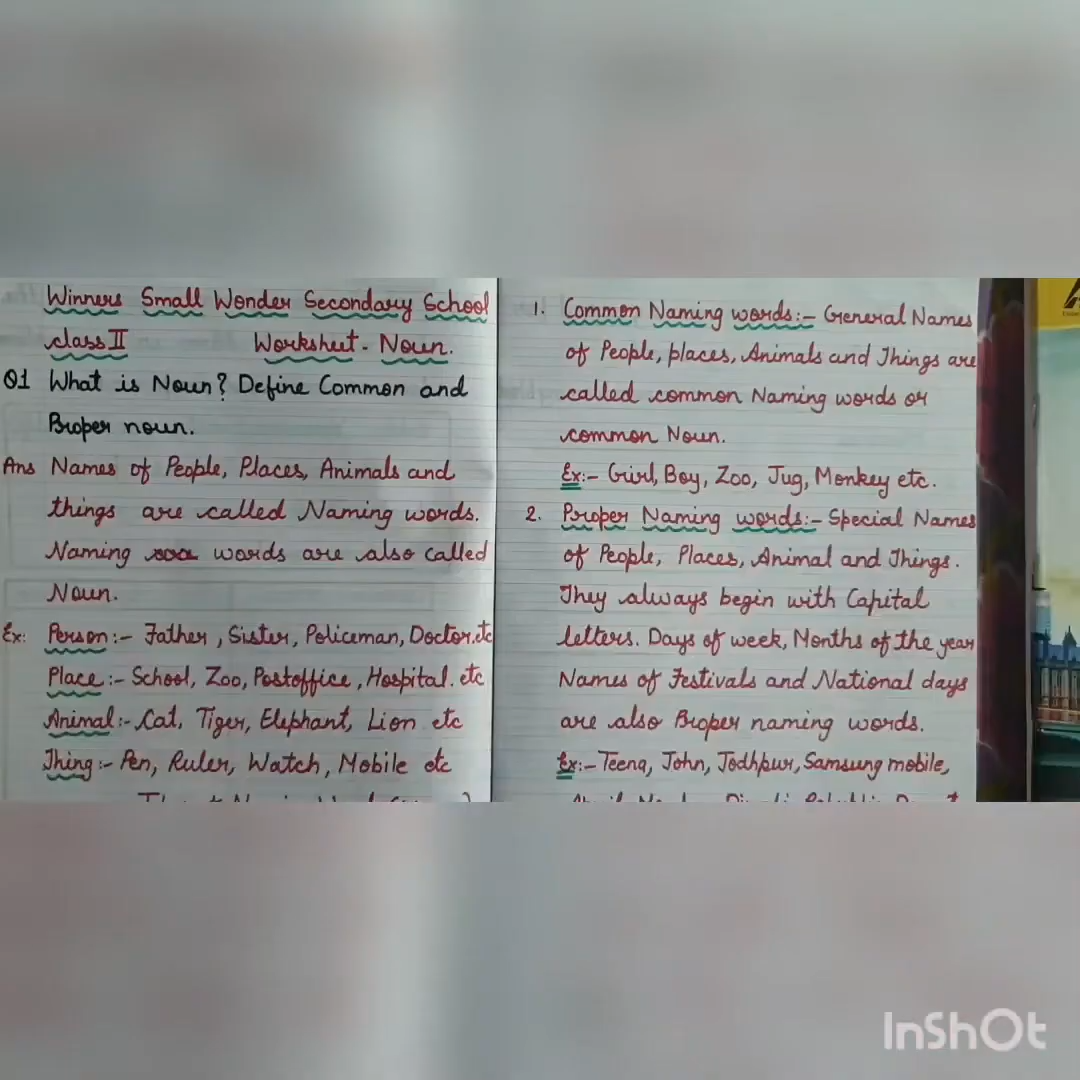 Winners Small Wonder Secondary School
class II Worksheet - Noun.
Q1 What is Noun? Define Common and
Proper noun.
Ans Names of People, Places, Animals and
things are called Naming words.
Naming words are also called
Noun.
Ex: Person:- Father, Sister, Policeman, Doctor.etc
Place:- School, Zoo, Postoffice, Hospital. etc
Animal:- Cat, Tiger, Elephant, Lion etc
Thing:- Pen, Ruler, Watch, Mobile etc
1. Common Naming words:- General Names
of People, places, Animals and Things are
called common Naming words or
common Noun.
Ex:- Girl, Boy, Zoo, Jug, Monkey etc.
2. Proper Naming words:- Special Names
of People, Places, Animal and Things.
They always begin with Capital
letters. Days of week, Months of the year
Names of Festivals and National days
are also Proper naming words.
Ex:- Teena, John, Jodhpur, Samsung mobile,
InShOt